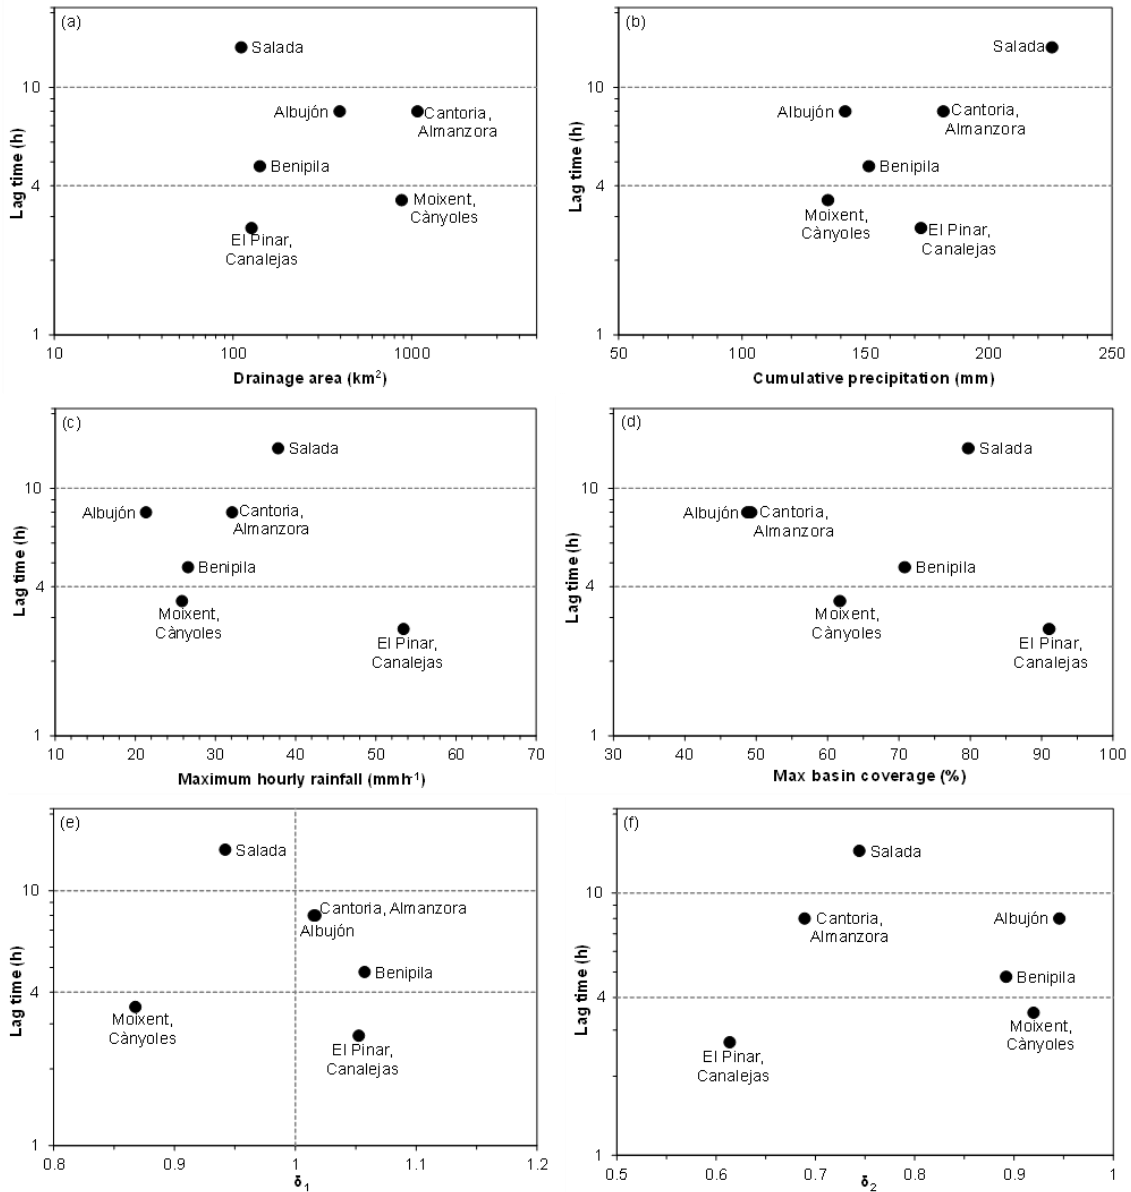 (a)
Salada
10
Albujón
Cantoria,
Almanzora
Benipila
4
Moixent,
Cànyoles
El Pinar,
Canalejas
1
10
100
1000
Lag time (h)
Drainage area (km²)
(b)
Salada
10
Albujón
Cantoria,
Almanzora
Benipila
4
Moixent,
Cànyoles
El Pinar,
Canalejas
1
50
100
150
200
250
Lag time (h)
Cumulative precipitation (mm)
(c)
Salada
10
Albujón
Cantoria,
Almanzora
Benipila
4
Moixent,
Cànyoles
El Pinar,
Canalejas
1
10
20
30
40
50
60
70
Lag time (h)
Maximum hourly rainfall (mmh⁻¹)
(d)
Salada
10
Albujón
Cantoria,
Almanzora
Benipila
4
Moixent,
Cànyoles
El Pinar,
Canalejas
1
30
40
50
60
70
80
90
100
Lag time (h)
Max basin coverage (%)
(e)
Salada
10
Cantoria, Almanzora
Albujón
Benipila
4
Moixent,
Cànyoles
El Pinar,
Canalejas
1
0.8
0.9
1
1.1
1.2
Lag time (h)
δ₁
(f)
Salada
10
Cantoria,
Almanzora
Albujón
Benipila
4
Moixent,
Cànyoles
El Pinar,
Canalejas
1
0.5
0.6
0.7
0.8
0.9
1
Lag time (h)
δ₂